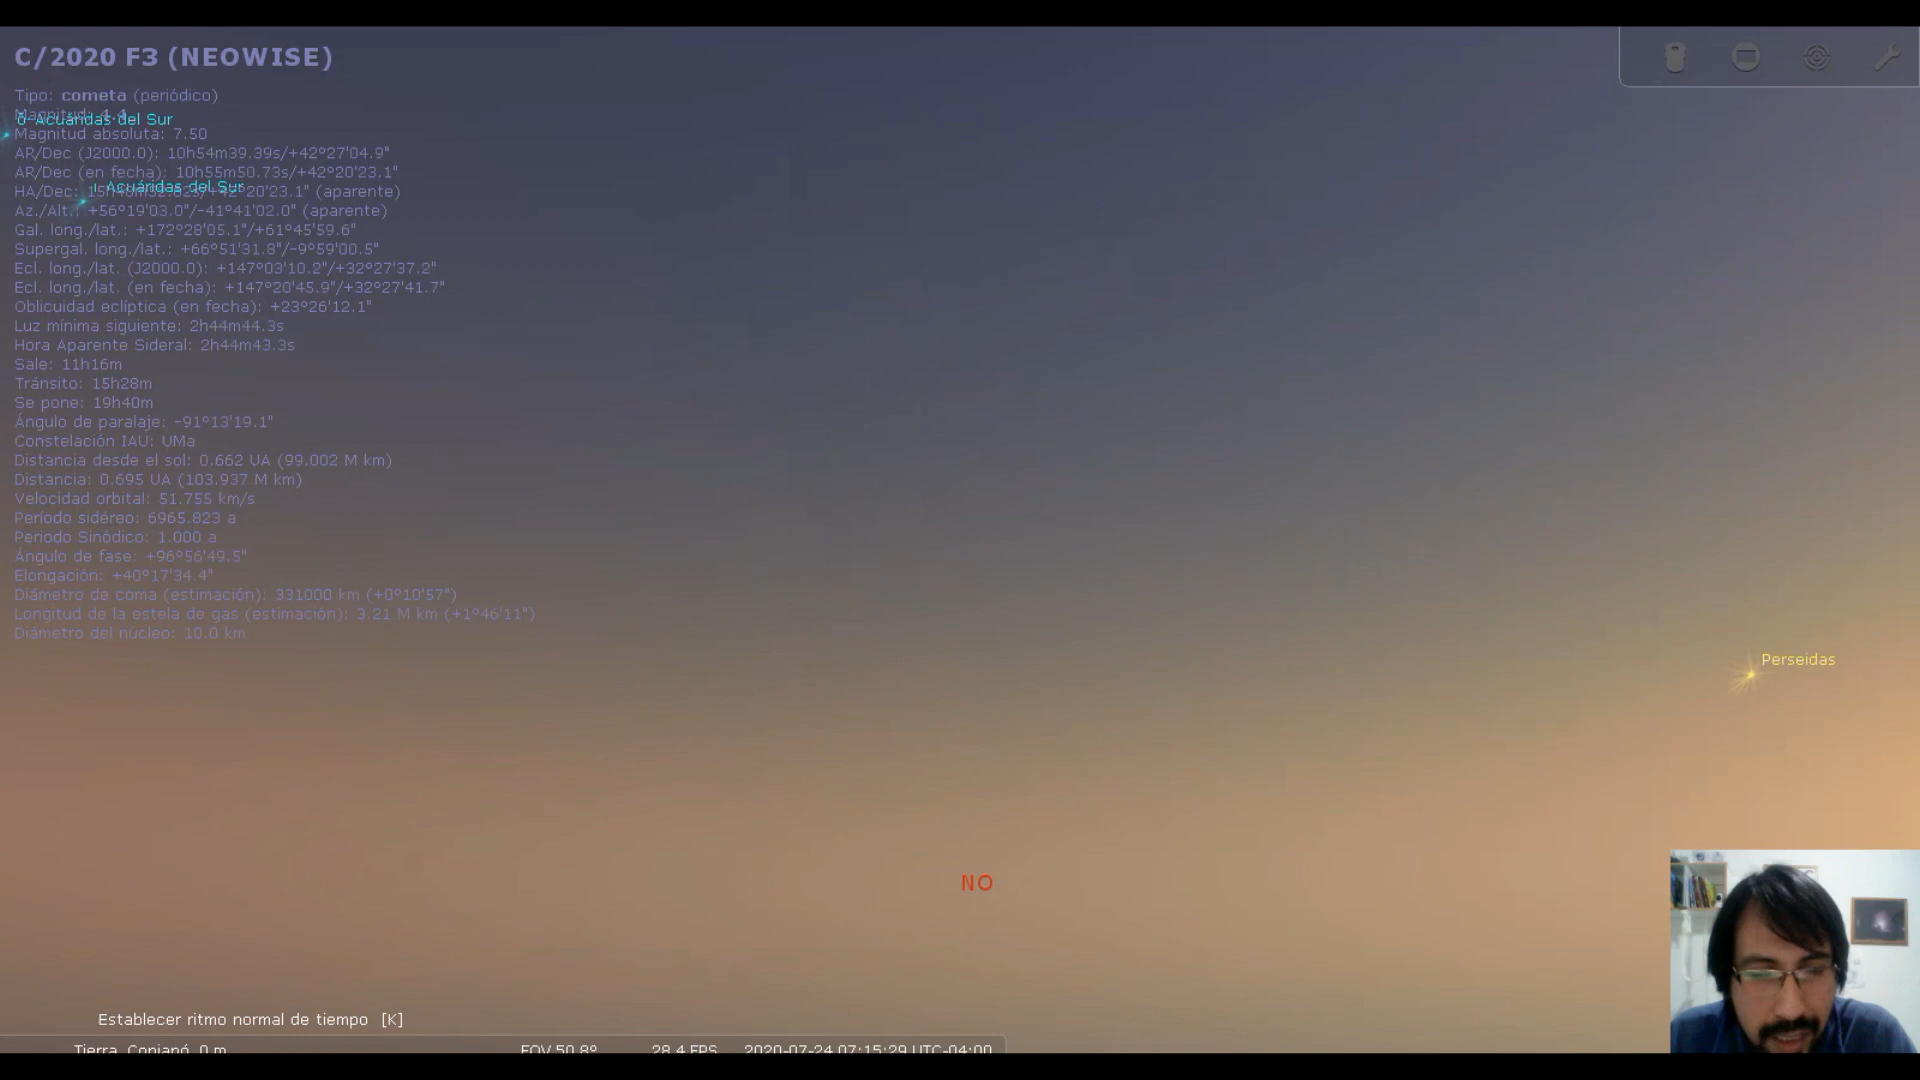 C/2020 F3 (NEOWISE)
Tipo: cometa (periódico)
Magnitud: 4.4
δ-Acuáridas del Sur
Magnitud absoluta: 7.50
AR/Dec (J2000.0): 10h54m39.39s/+42°27'04.9"
AR/Dec (en fecha): 10h55m50.73s/+42°20'23.1"
ι-Acuáridas del Sur
HA/Dec: 20'23.1" (aparente)
Az./Alt.: +56°19'03.0"/-41°41'02.0" (aparente)
Gal. long./lat.: +172°28'05.1"/+61°45'59.6"
Supergal. long./lat.: +66°51'31.8"/-9°59'00.5"
Ecl. long./lat. (J2000.0): +147°03'10.2"/+32°27'37.2"
Ecl. long./lat. (en fecha): +147°20'45.9"/+32°27'41.7"
Oblicuidad eclíptica (en fecha): +23°26'12.1"
Luz mínima siguiente: 2h44m44.3s
Hora Aparente Sideral: 2h44m43.3s
Sale: 11h16m
Tránsito: 15h28m
Se pone: 19h40m
Ángulo de paralaje: -91°13'19.1"
Constelación IAU: UMa
Distancia desde el sol: 0.662 UA (99.002 M km)
Distancia: 0.695 UA (103.937 M km)
Velocidad orbital: 51.755 km/s
Período sidéreo: 6965.823 a
Periodo Sinódico: 1.000 a
Ángulo de fase: +96°56'49.5"
Elongación: +40°17'34.4"
Diámetro de coma (estimación): 331000 km (+0°10'57")
Longitud de la estela de gas (estimación): 3.21 M km (+1°46'11")
Diámetro del núcleo: 10.0 km
Perseidas
NO
Establecer ritmo normal de tiempo [K]
Tierra, Copiapó, 0 m FOV 50.8° 28.4 FPS 2020-07-24 07:15:29 UTC-04:00